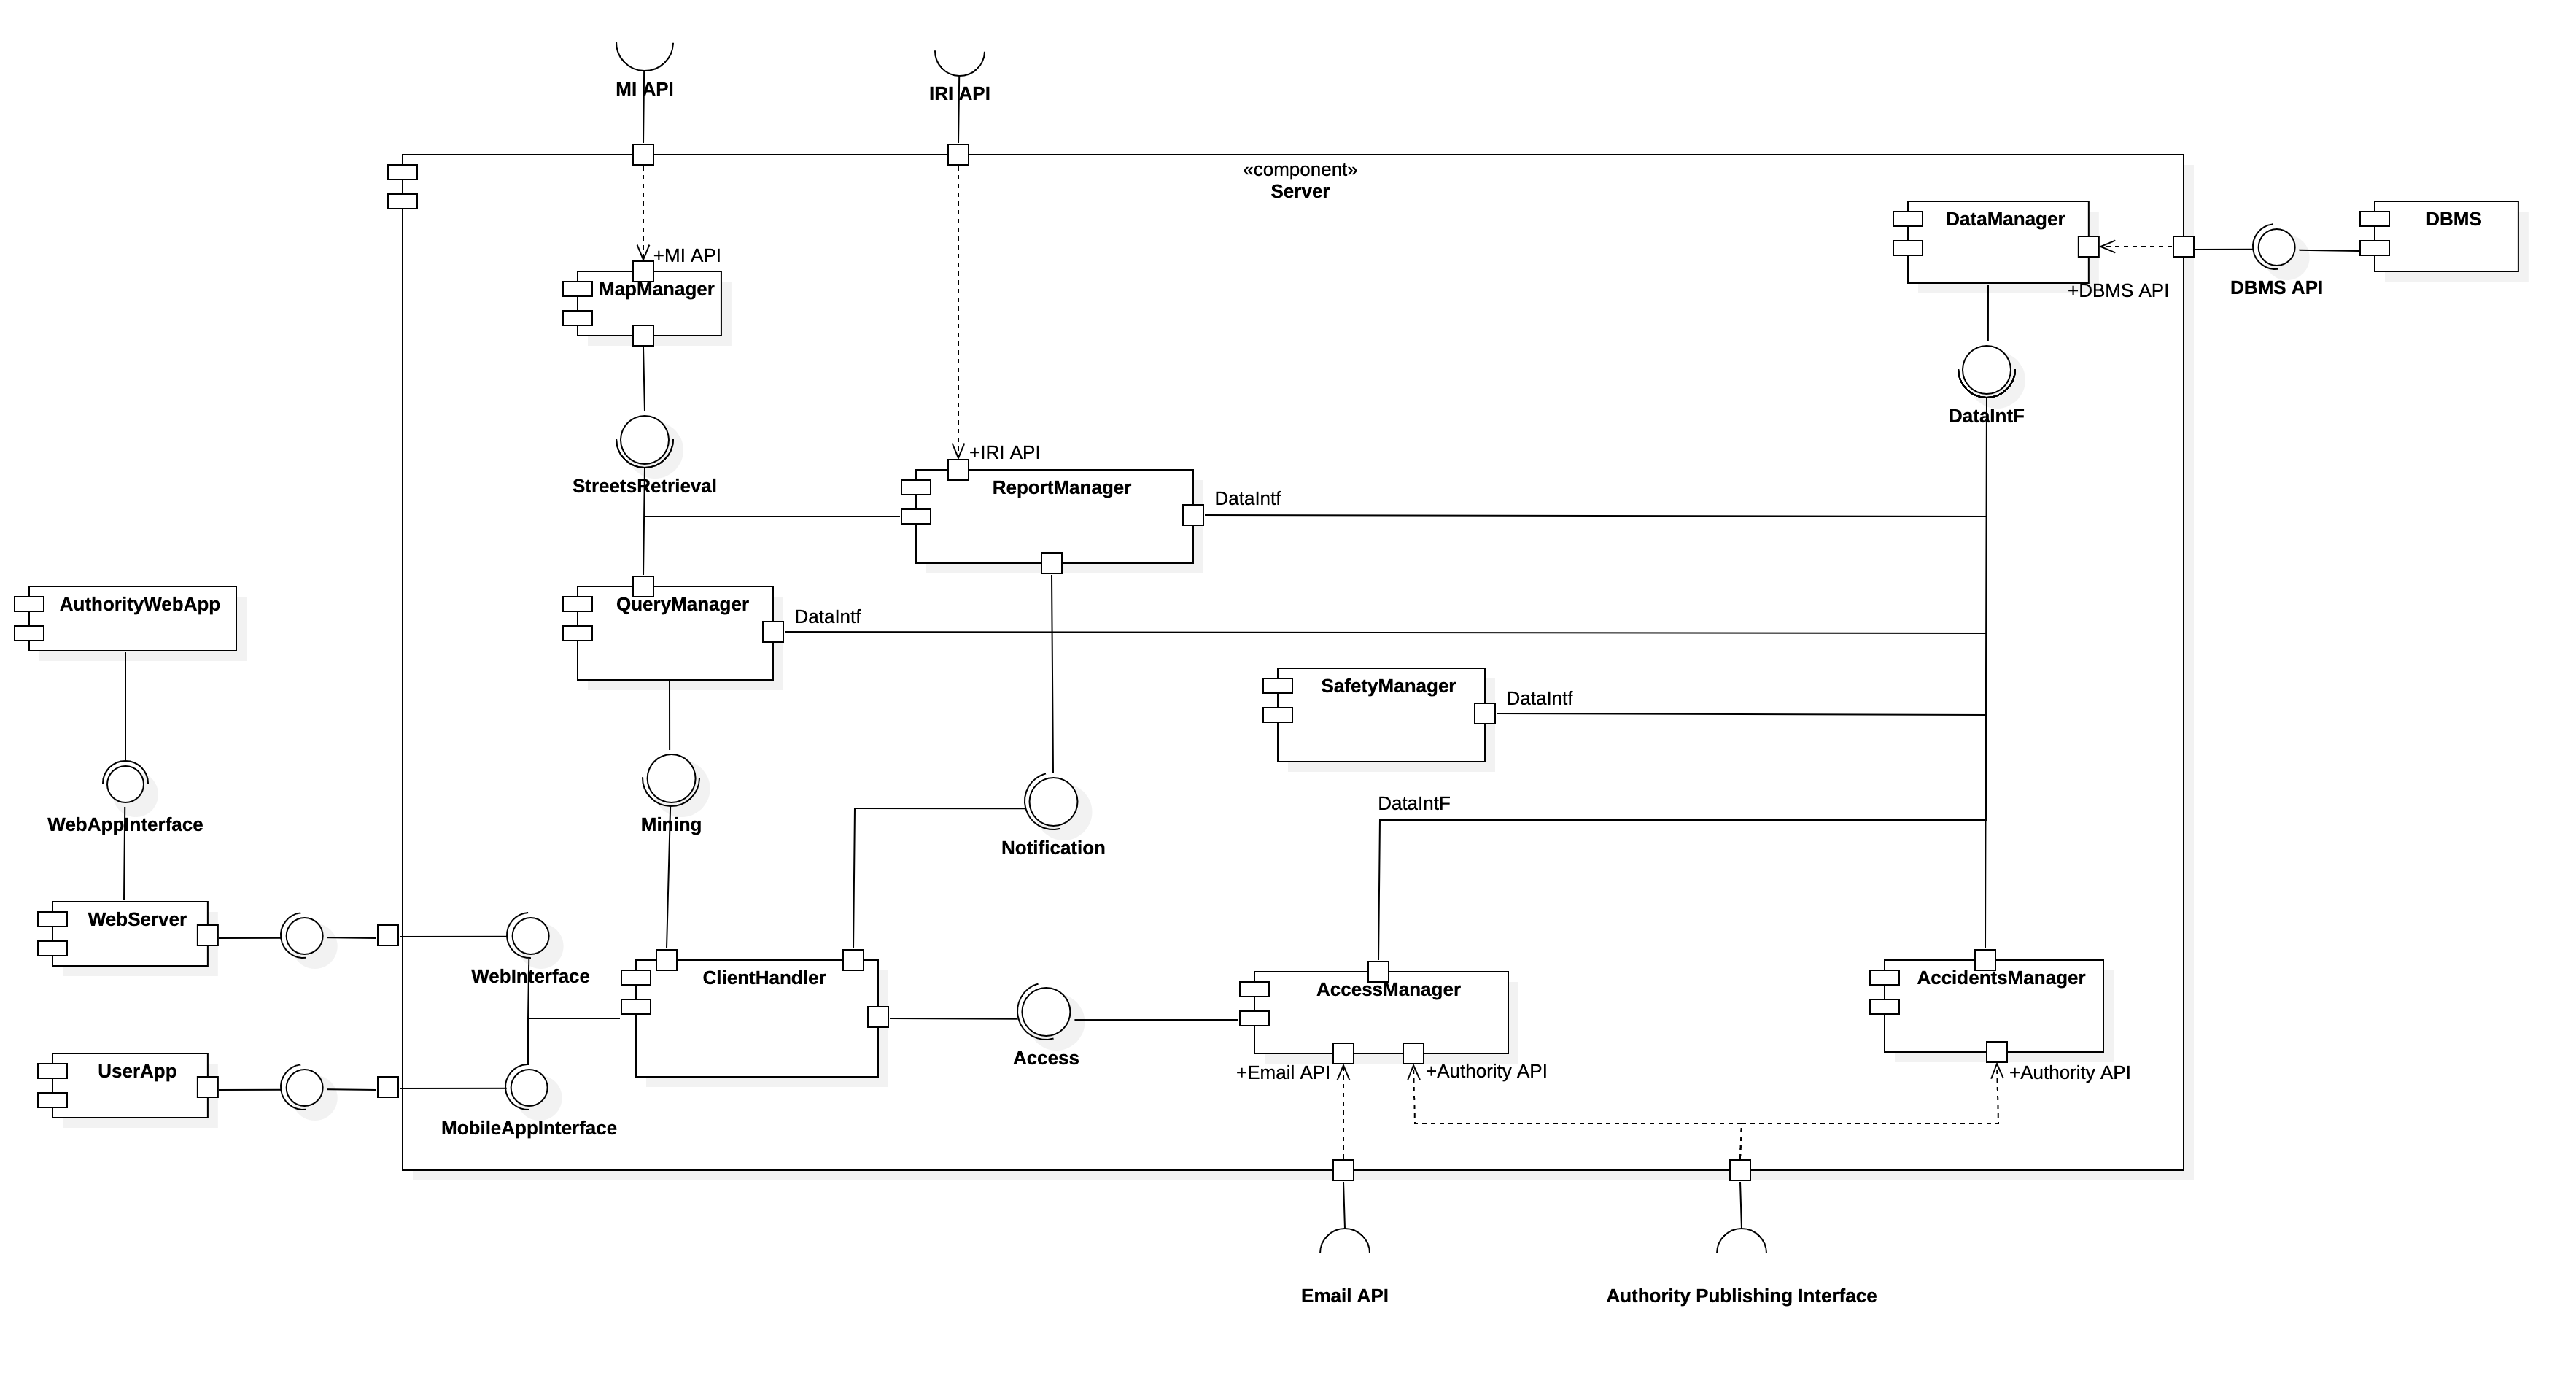 MI API
IRI API
«component»
Server
DataManager
DBMS
+MI API
MapManager
+DBMS API
DBMS API
DataIntF
StreetsRetrieval
+IRI API
ReportManager
DataIntf
AuthorityWebApp
QueryManager
DataIntf
SafetyManager
DataIntf
DataIntF
WebAppInterface
Mining
Notification
WebServer
WebInterface
ClientHandler
AccessManager
AccidentsManager
Access
UserApp
+Email API
+Authority API
+Authority API
MobileAppInterface
Email API
Authority Publishing Interface